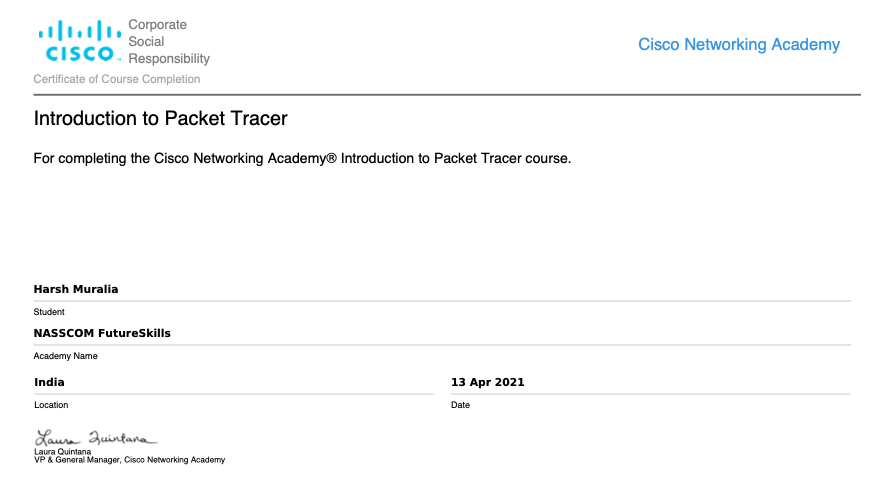 CISCO
Corporate
Social
Responsibility
Cisco Networking Academy
Certificate of Course Completion
Introduction to Packet Tracer
For completing the Cisco Networking Academy® Introduction to Packet Tracer course.
Harsh Muralia
Student
NASSCOM FutureSkills
Academy Name
India
13 Apr 2021
Location
Date
Laura Quintana
Laura Quintana
VP & General Manager, Cisco Networking Academy